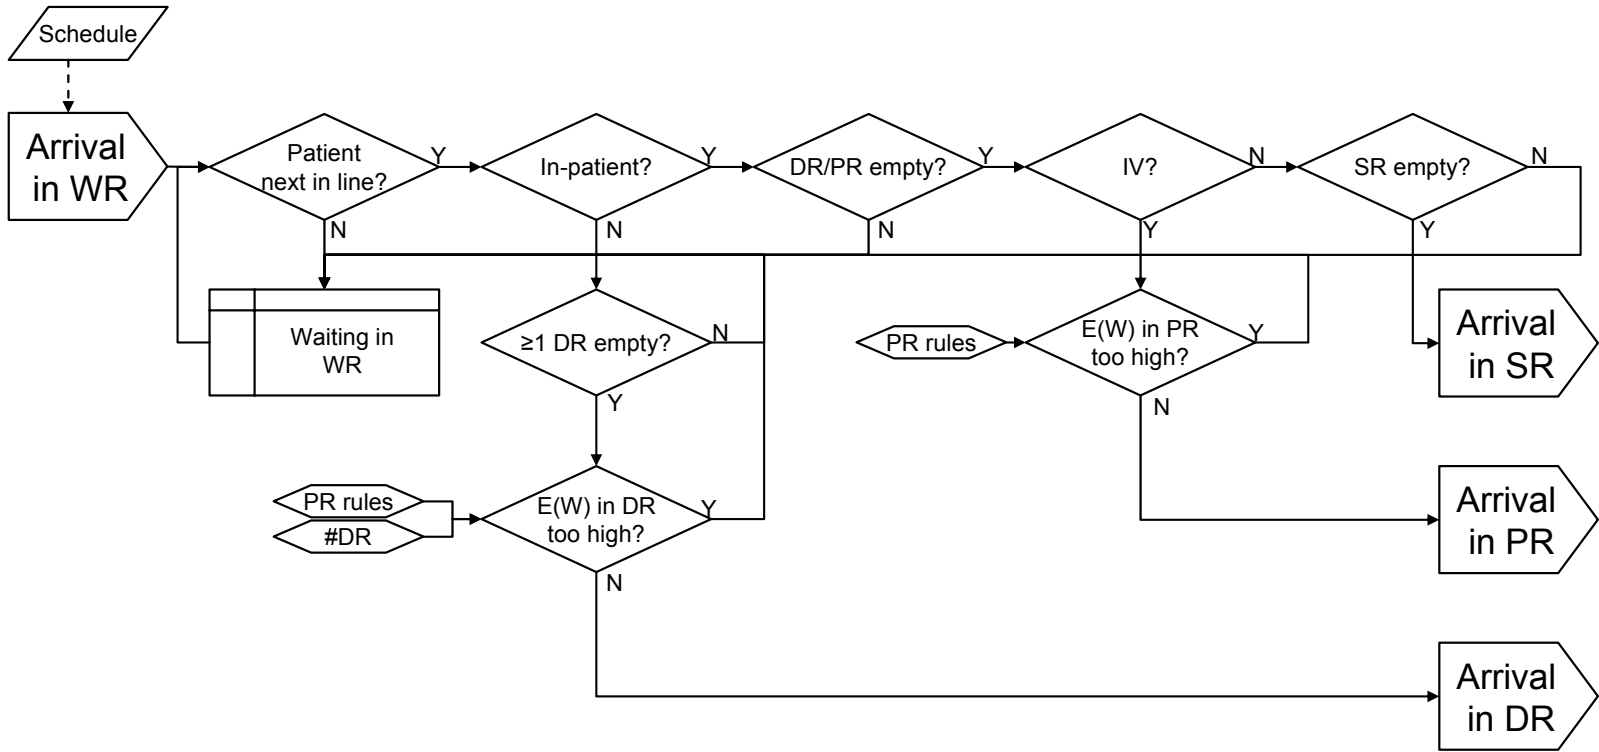 Schedule
Arrival
in WR
Patient
next in line?
Y
In-patient?
Y
DR/PR empty?
Y
IV?
N
SR empty?
N
N
N
N
Y
Y
Waiting in
WR
≥1 DR empty?
N
PR rules
E(W) in PR
too high?
Y
Arrival
in SR
Y
N
PR rules
#DR
E(W) in DR
too high?
Y
Arrival
in PR
N
Arrival
in DR